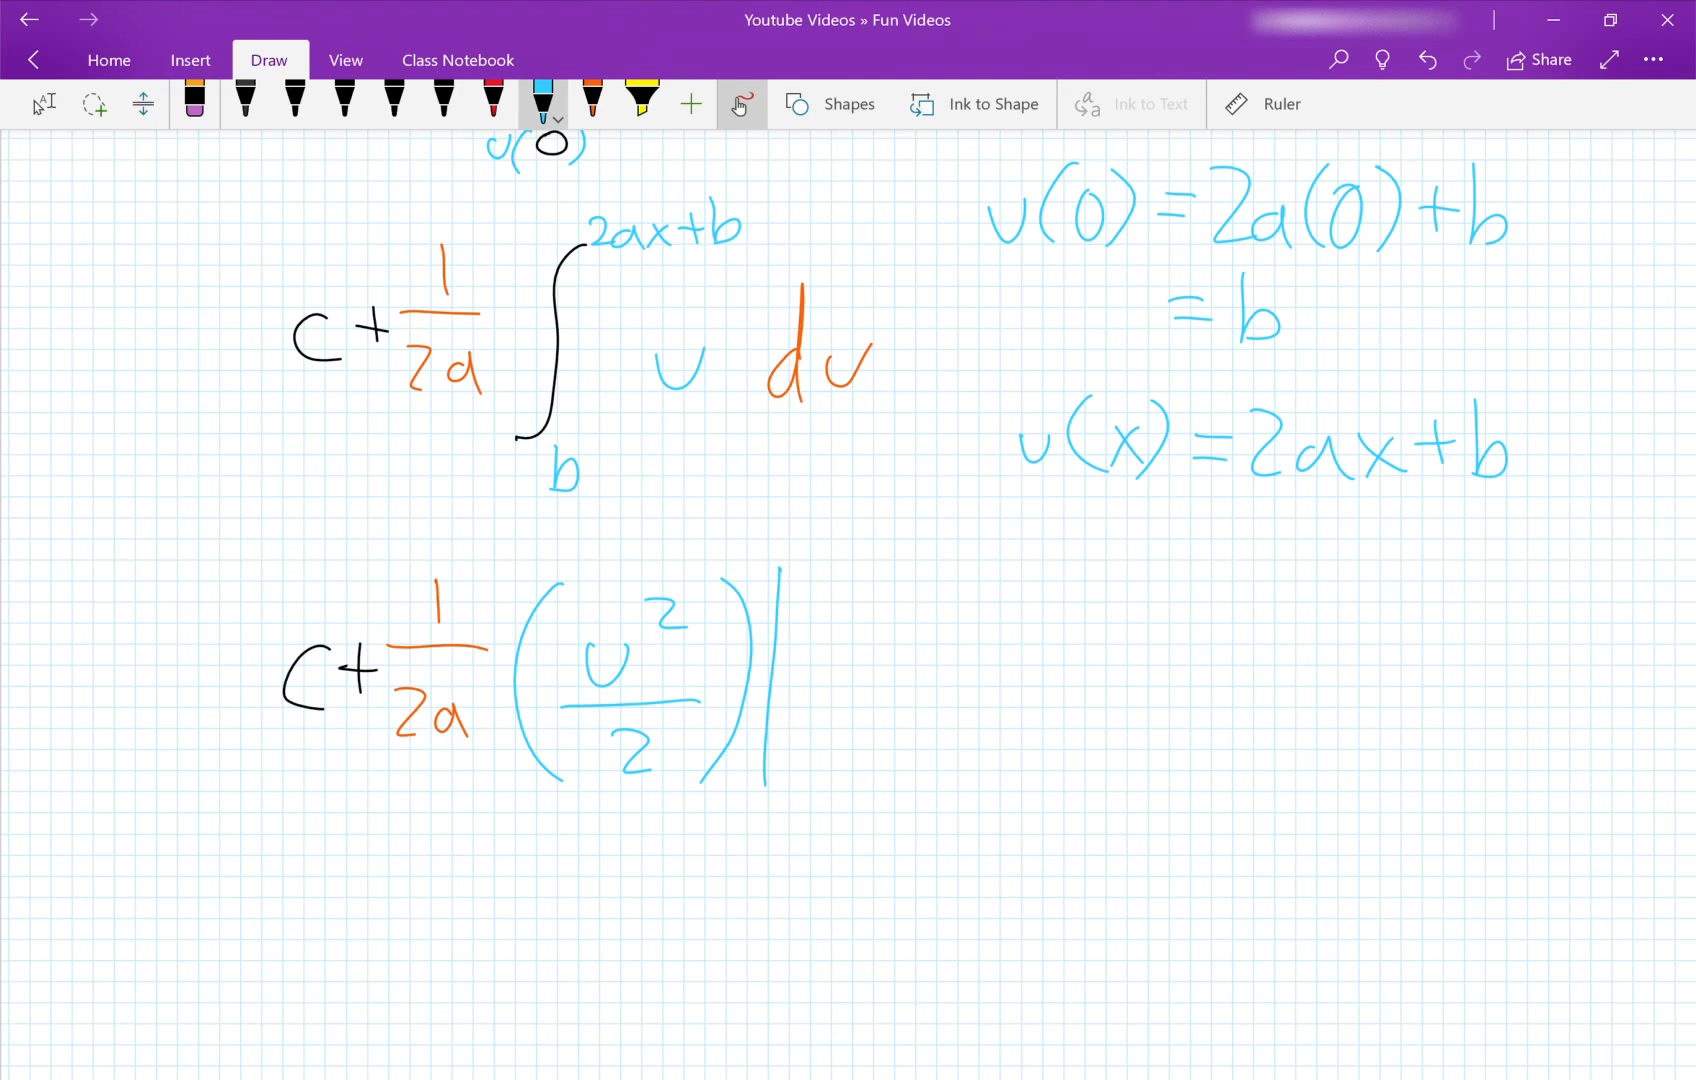 Youtube Videos » Fun Videos
Home Insert Draw View Class Notebook Share
Shapes Ink to Shape Ink to Text Ruler
u(0)
u(0) = 2a(0) + b
= b
u(x) = 2ax + b
2ax+b
c + 1/2a ∫ u du
b
c + 1/2a (u²/2)|